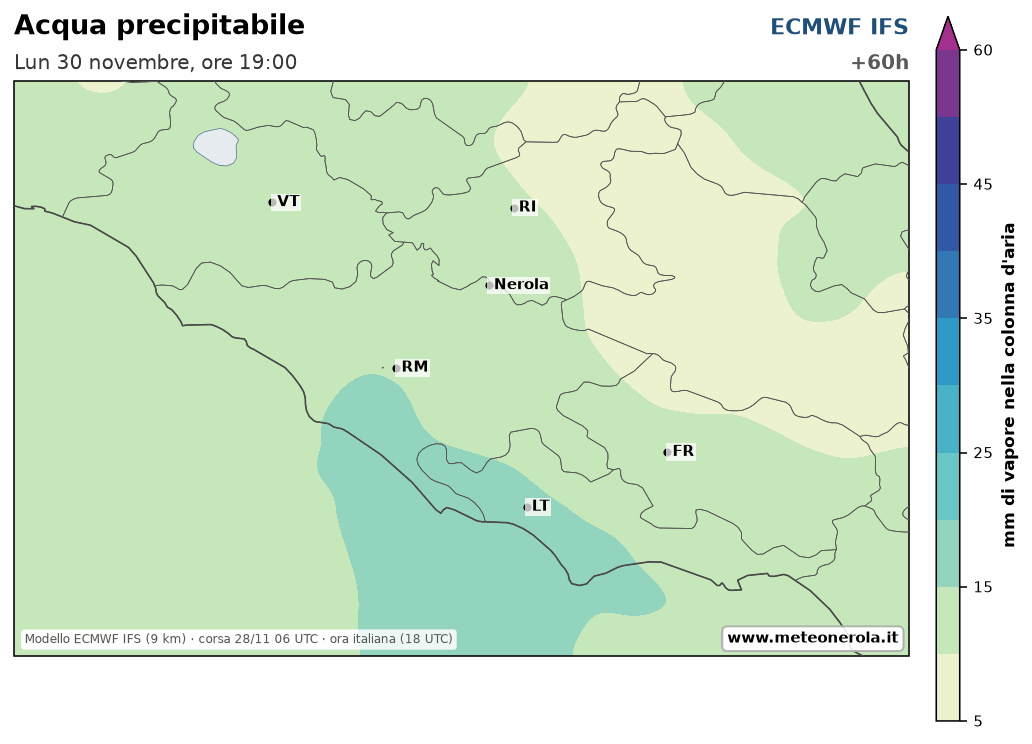 Acqua precipitabile
ECMWF IFS
Lun 30 novembre, ore 19:00
+60h
VT
RI
Nerola
RM
FR
LT
Modello ECMWF IFS (9 km) · corsa 28/11 06 UTC · ora italiana (18 UTC)
www.meteonerola.it
60
45
35
25
15
5
mm di vapore nella colonna d'aria